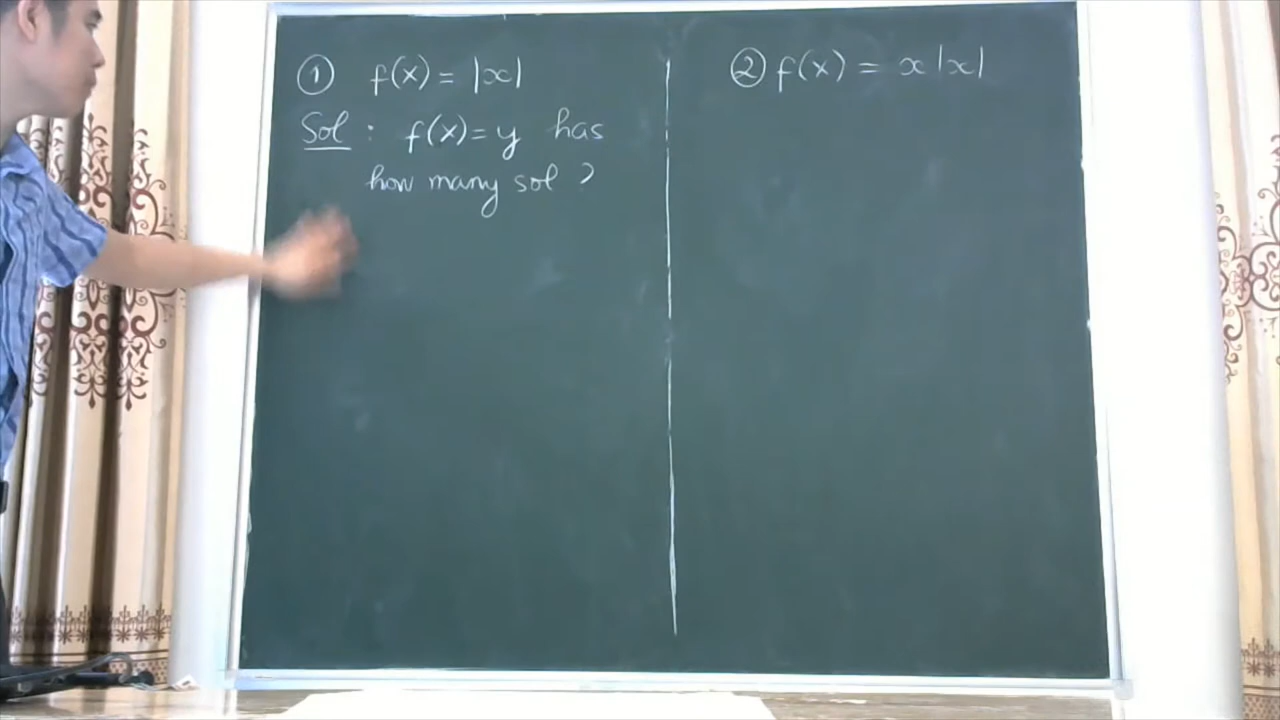 ① f(x) = |x|
Sol : f(x) = y has
how many sol ?
② f(x) = x|x|